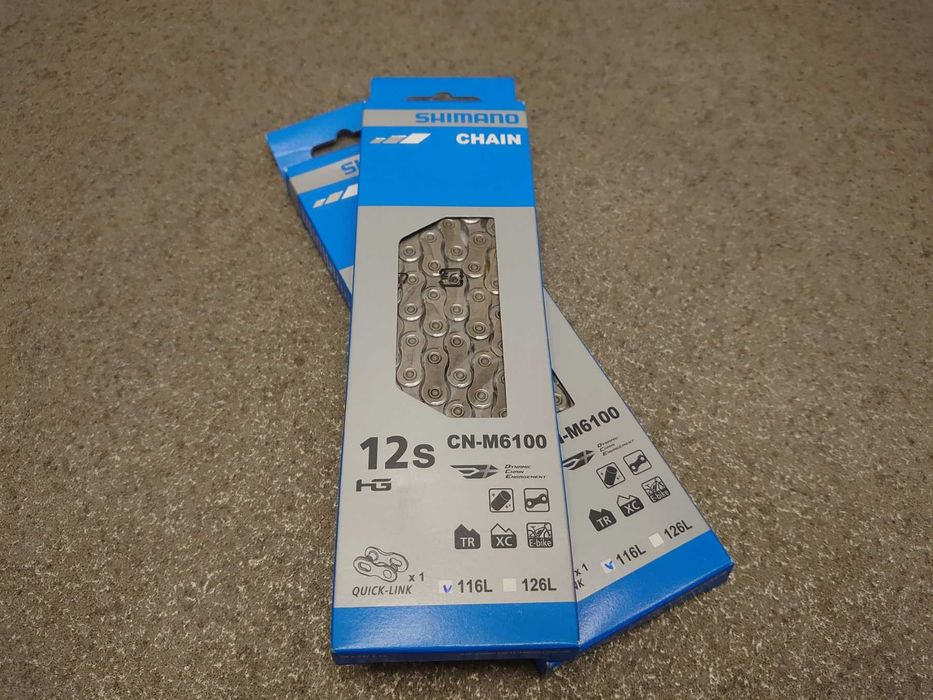 SHIMANO
CHAIN
12s
CN-M6100
HG
DYNAMIC
CHAIN
ENGAGEMENT
TR
XC
E-bike
x 1
QUICK-LINK
116L
126L
-M6100
DYNAMIC
CHAIN
ENGAGEMENT
TR
XC
E-bike
x 1
116L
126L